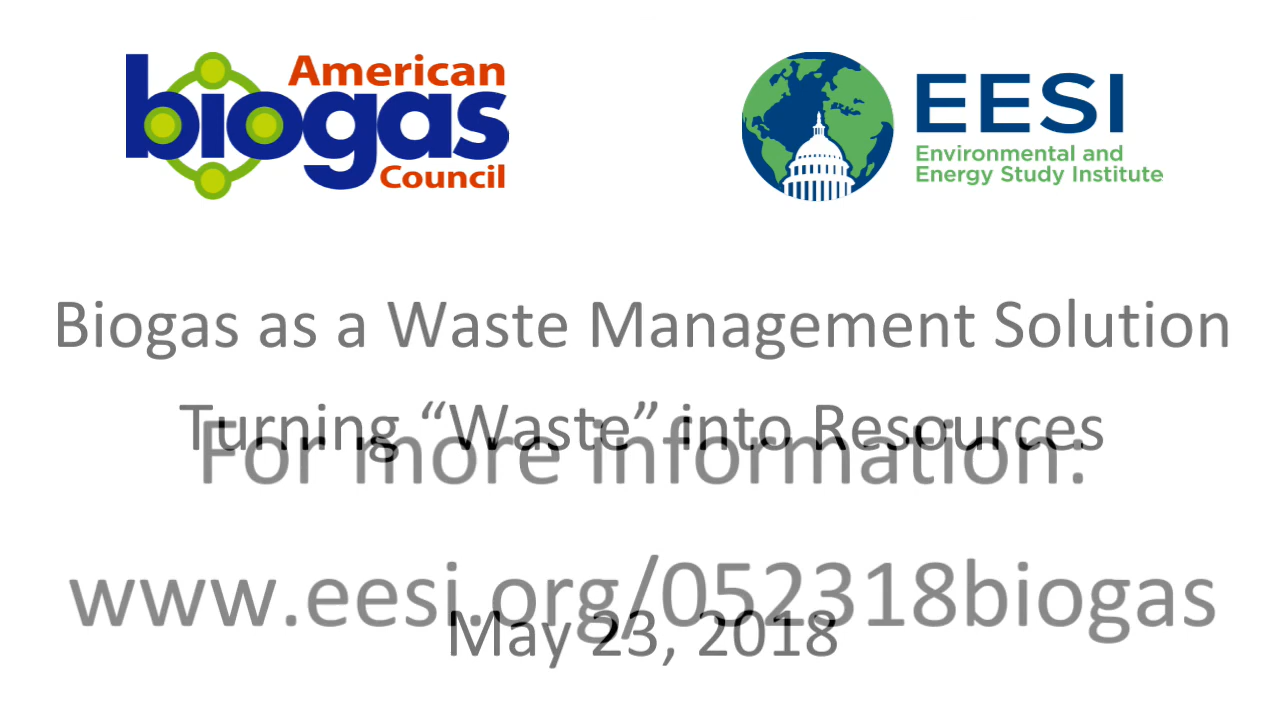 American
biogas
Council
EESI
Environmental and
Energy Study Institute
Biogas as a Waste Management Solution
Turning “Waste” into Resources
For more information:
www.eesi.org/052318biogas
May 23, 2018